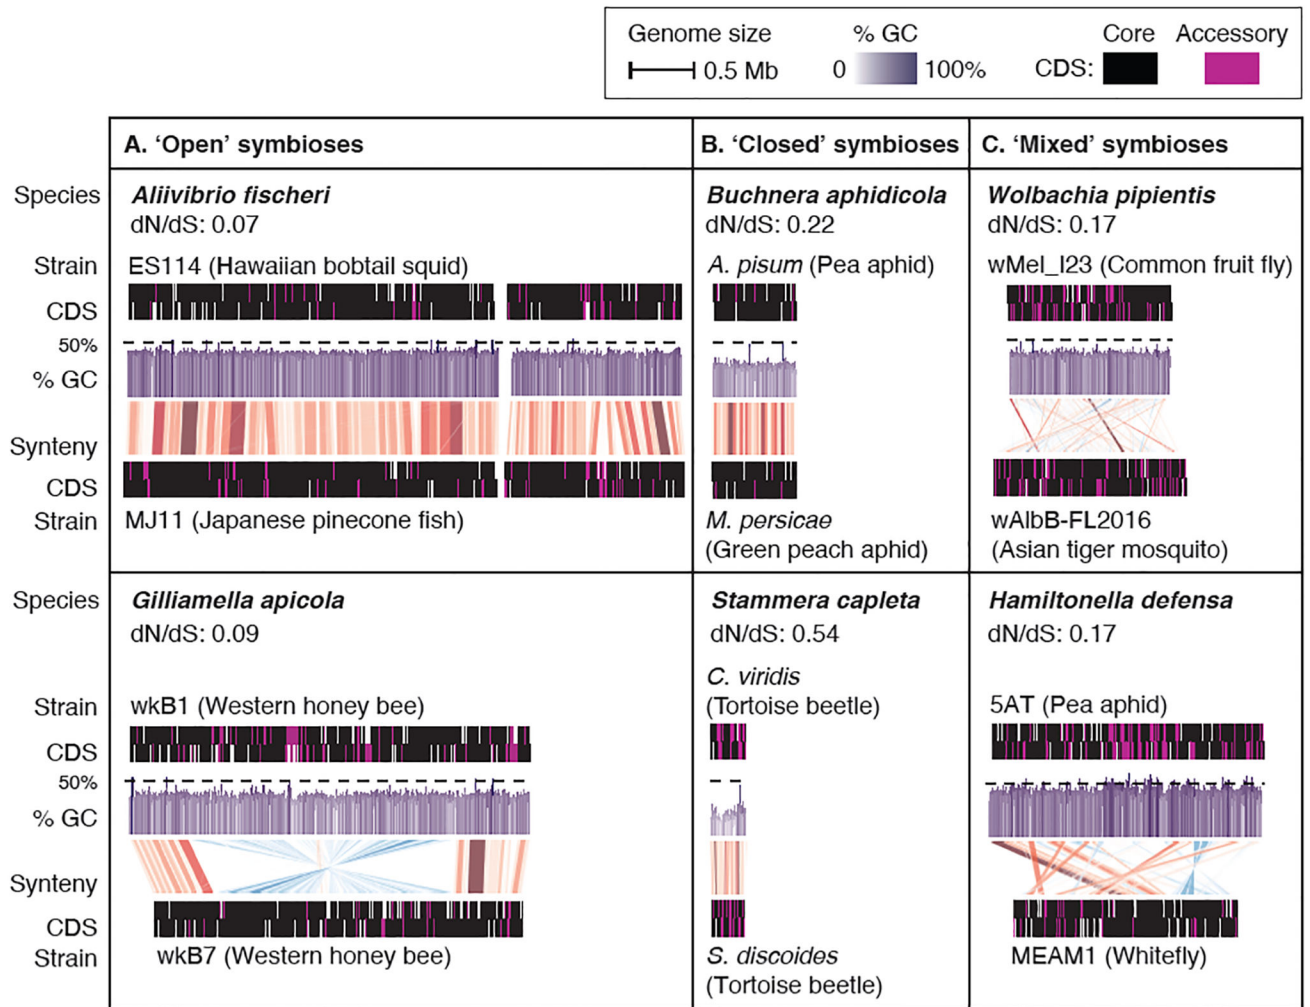 Genome size % GC Core Accessory
0.5 Mb 0 100% CDS:
A. ‘Open’ symbioses B. ‘Closed’ symbioses C. ‘Mixed’ symbioses
Species Aliivibrio fischeri Buchnera aphidicola Wolbachia pipientis
dN/dS: 0.07 dN/dS: 0.22 dN/dS: 0.17
Strain ES114 (Hawaiian bobtail squid) A. pisum (Pea aphid) wMel_I23 (Common fruit fly)
CDS
50%
% GC
Synteny
CDS
Strain MJ11 (Japanese pinecone fish) M. persicae wAlbB-FL2016
(Green peach aphid) (Asian tiger mosquito)
Species Gilliamella apicola Stammera capleta Hamiltonella defensa
dN/dS: 0.09 dN/dS: 0.54 dN/dS: 0.17
C. viridis
Strain wkB1 (Western honey bee) (Tortoise beetle) 5AT (Pea aphid)
CDS
50%
% GC
Synteny
CDS
Strain wkB7 (Western honey bee) S. discoides MEAM1 (Whitefly)
(Tortoise beetle)